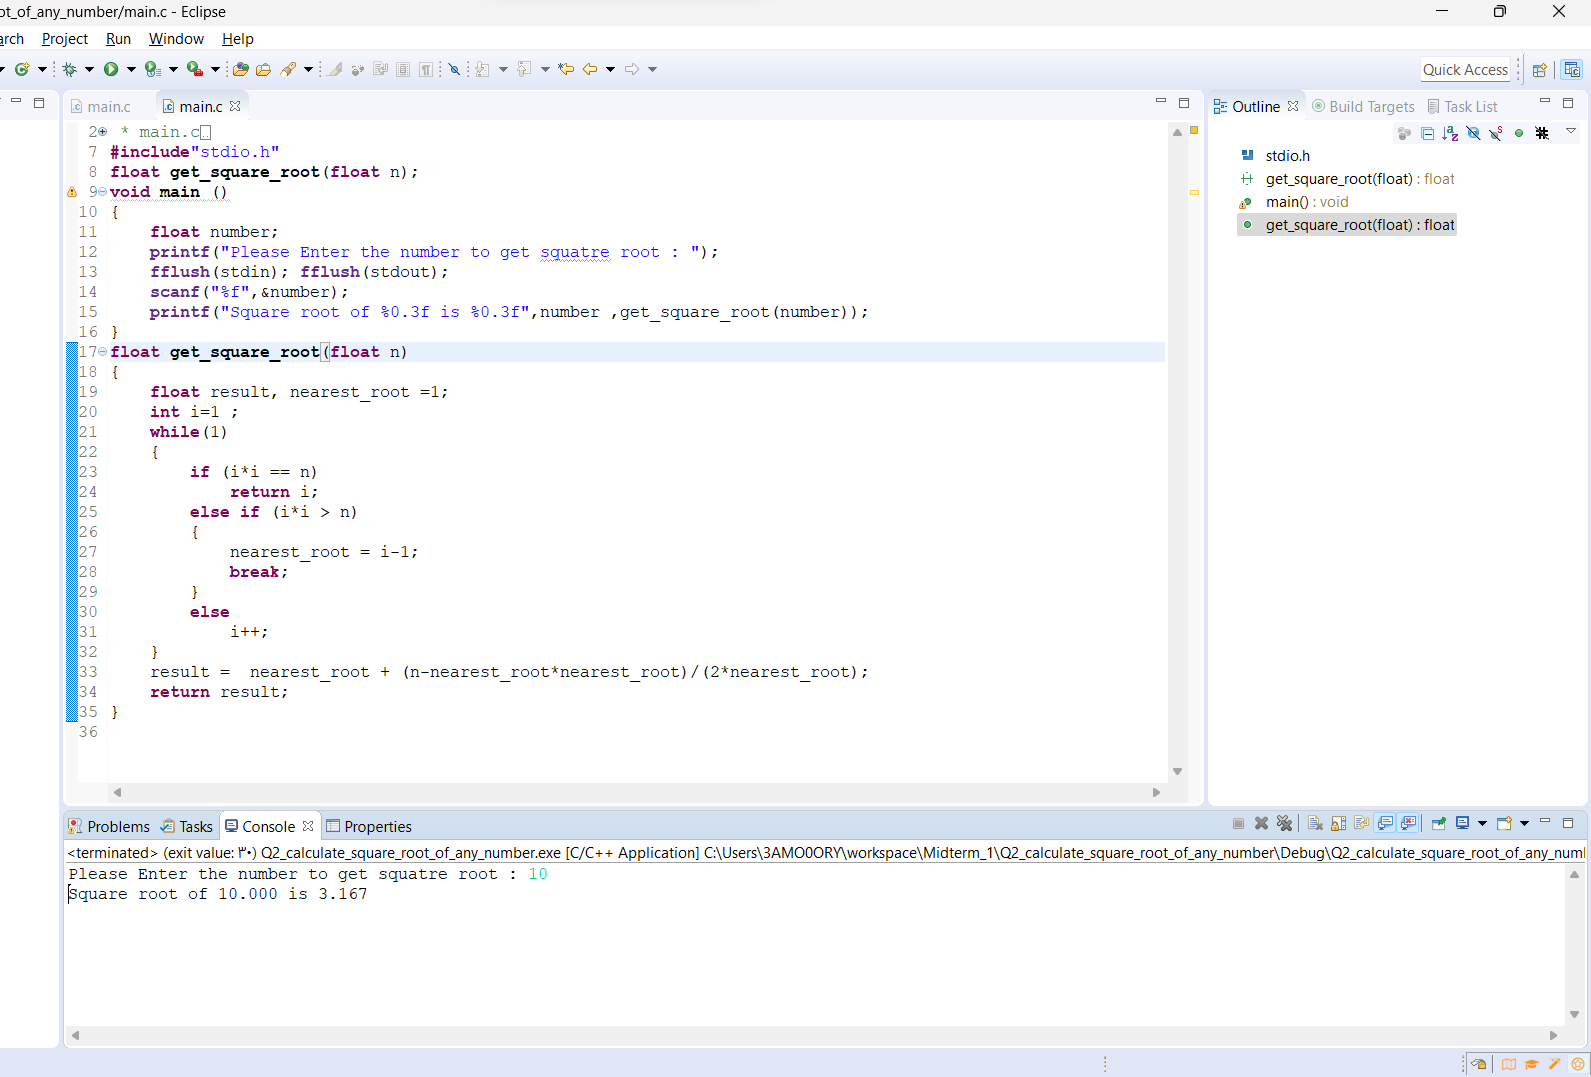 ot_of_any_number/main.c - Eclipse
arch Project Run Window Help
Quick Access
main.c main.c
2 * main.c
7 #include"stdio.h"
8 float get_square_root(float n);
9 void main ()
10 {
11 float number;
12 printf("Please Enter the number to get squatre root : ");
13 fflush(stdin); fflush(stdout);
14 scanf("%f",&number);
15 printf("Square root of %0.3f is %0.3f",number ,get_square_root(number));
16 }
17 float get_square_root(float n)
18 {
19 float result, nearest_root =1;
20 int i=1 ;
21 while(1)
22 {
23 if (i*i == n)
24 return i;
25 else if (i*i > n)
26 {
27 nearest_root = i-1;
28 break;
29 }
30 else
31 i++;
32 }
33 result =  nearest_root + (n-nearest_root*nearest_root)/(2*nearest_root);
34 return result;
35 }
36
Outline Build Targets Task List
stdio.h
get_square_root(float) : float
main() : void
get_square_root(float) : float
Problems Tasks Console Properties
<terminated> (exit value: ٣٠) Q2_calculate_square_root_of_any_number.exe [C/C++ Application] C:\Users\3AMO0ORY\workspace\Midterm_1\Q2_calculate_square_root_of_any_number\Debug\Q2_calculate_square_root_of_any_numl
Please Enter the number to get squatre root : 10
Square root of 10.000 is 3.167